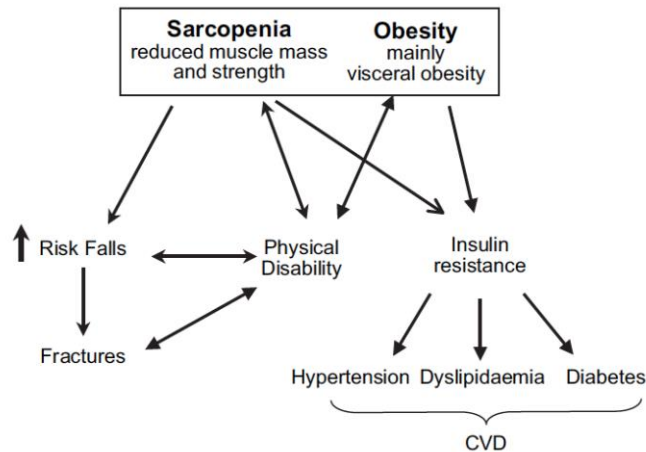 Sarcopenia
reduced muscle mass
and strength
Obesity
mainly
visceral obesity
Risk Falls
Physical
Disability
Insulin
resistance
Fractures
Hypertension
Dyslipidaemia
Diabetes
CVD